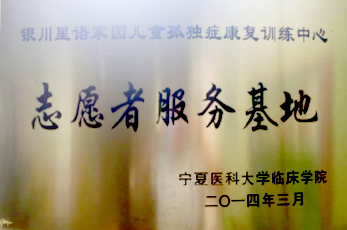 银川星语家园儿童孤独症康复训练中心
志愿者服务基地
宁夏医科大学临床学院
二〇一四年三月